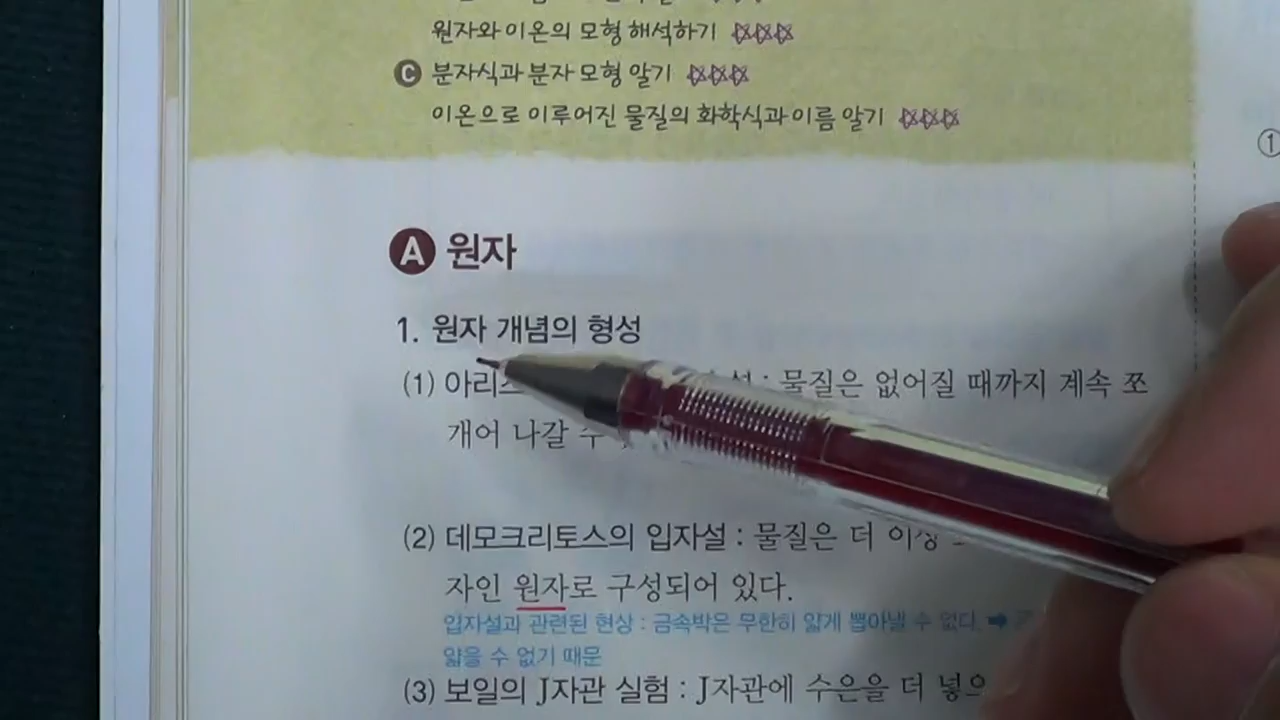 원자와 이온의 모형 해석하기 ☆☆☆
C 분자식과 분자 모형 알기 ☆☆☆
이온으로 이루어진 물질의 화학식과 이름 알기 ☆☆☆
A 원자
1. 원자 개념의 형성
(1) : 물질은 없어질 때까지 계속 쪼
개어 나갈 수
(2) 데모크리토스의 입자설 : 물질은 더 이상
자인 원자로 구성되어 있다.
입자설과 관련된 현상 : 금속박은 무한히 얇게 뽑아낼 수 없다. ➡
얇을 수 없기 때문
(3) 보일의 J자관 실험 : J자관에 수은을 더 넣으
①